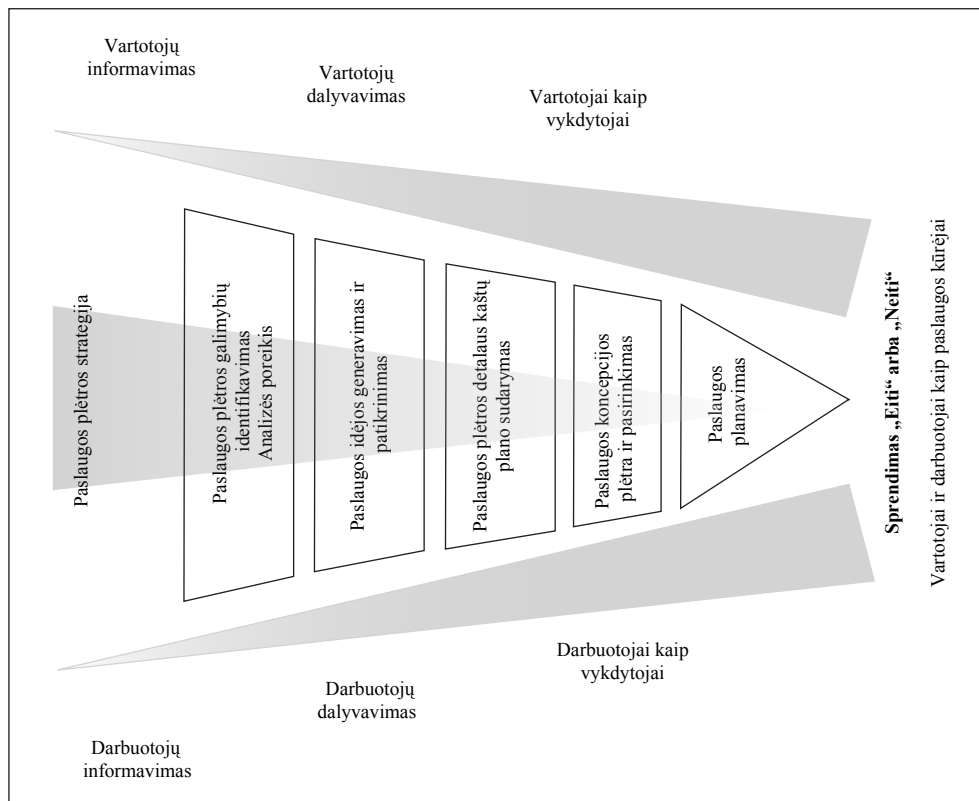 Vartotojų
informavimas
Vartotojų
dalyvavimas
Vartotojai kaip
vykdytojai
Paslaugos plėtros strategija
Paslaugos plėtros galimybių
identifikavimas
Analizės poreikis
Paslaugos idėjos generavimas ir
patikrinimas
Paslaugos plėtros detalaus kaštų
plano sudarymas
Paslaugos koncepcijos
plėtra ir pasirinkimas
Paslaugos
planavimas
Sprendimas „Eiti“ arba „Neiti“
Vartotojai ir darbuotojai kaip paslaugos kūrėjai
Darbuotojai kaip
vykdytojai
Darbuotojų
dalyvavimas
Darbuotojų
informavimas